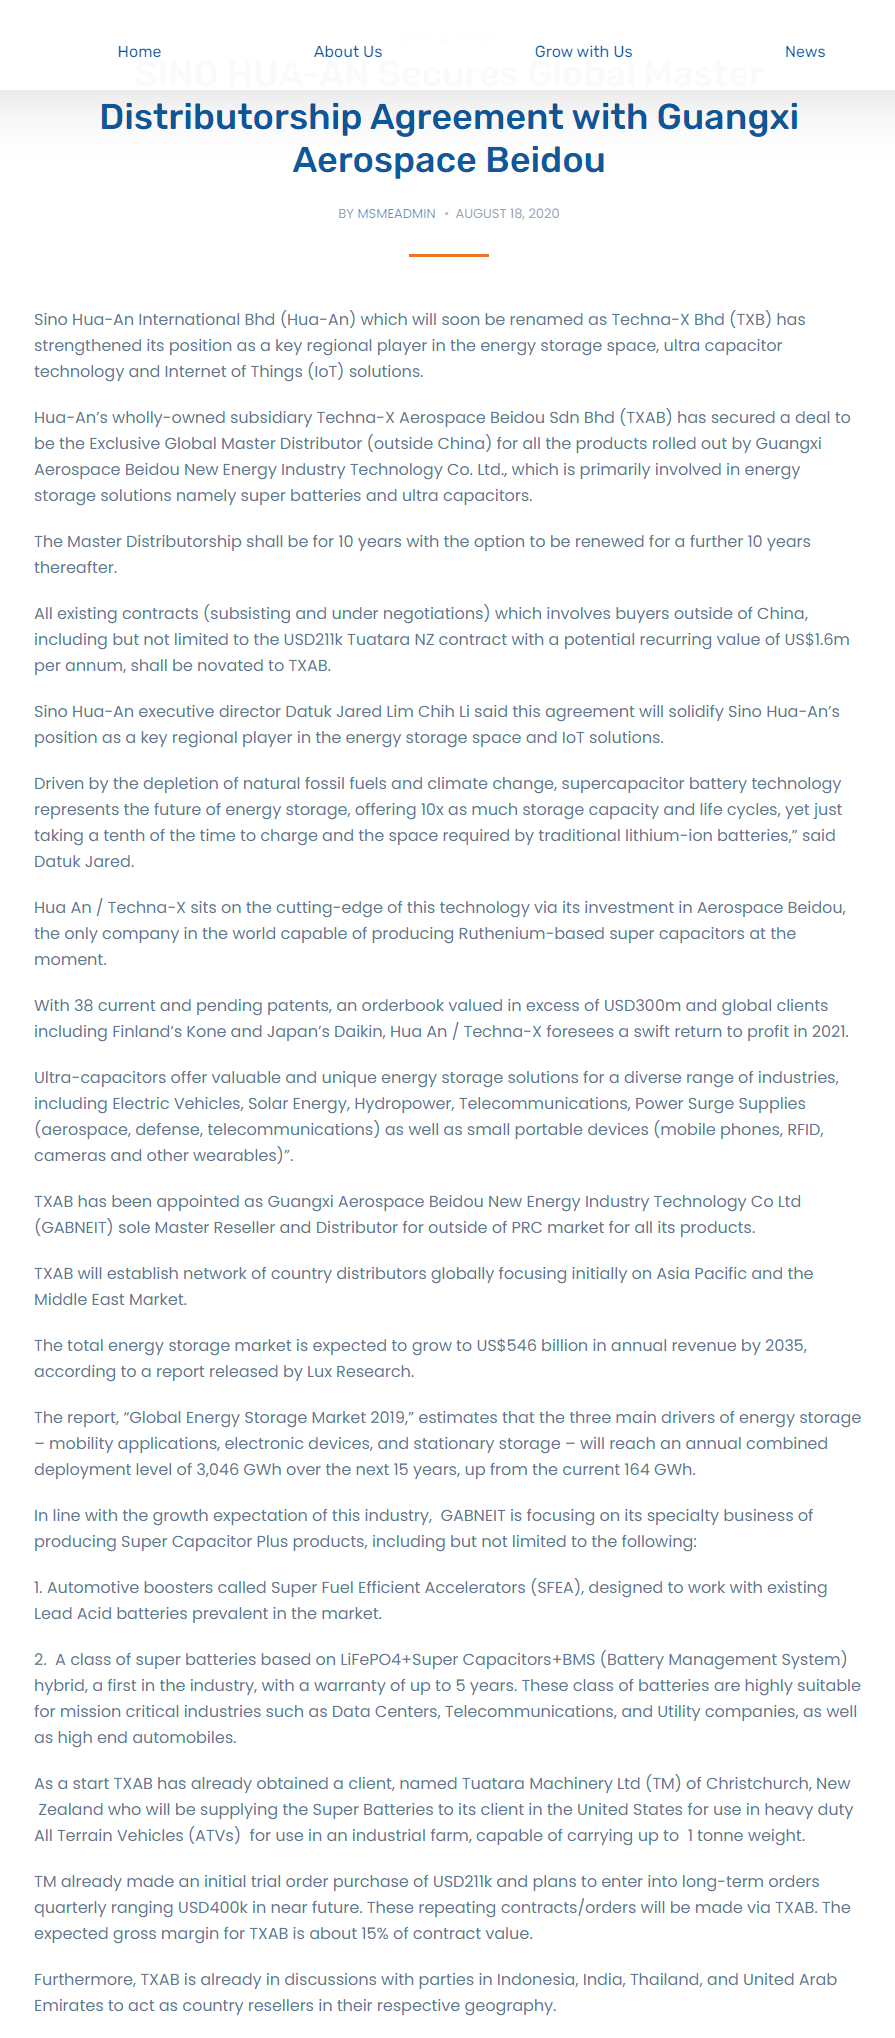 Home
About Us
Grow with Us
News
SINO HUA-AN Secures Global Master
Distributorship Agreement with Guangxi
Aerospace Beidou
BY MSMEADMIN • AUGUST 18, 2020
Sino Hua-An International Bhd (Hua-An) which will soon be renamed as Techna-X Bhd (TXB) has
strengthened its position as a key regional player in the energy storage space, ultra capacitor
technology and Internet of Things (IoT) solutions.
Hua-An’s wholly-owned subsidiary Techna-X Aerospace Beidou Sdn Bhd (TXAB) has secured a deal to
be the Exclusive Global Master Distributor (outside China) for all the products rolled out by Guangxi
Aerospace Beidou New Energy Industry Technology Co. Ltd., which is primarily involved in energy
storage solutions namely super batteries and ultra capacitors.
The Master Distributorship shall be for 10 years with the option to be renewed for a further 10 years
thereafter.
All existing contracts (subsisting and under negotiations) which involves buyers outside of China,
including but not limited to the USD211k Tuatara NZ contract with a potential recurring value of US$1.6m
per annum, shall be novated to TXAB.
Sino Hua-An executive director Datuk Jared Lim Chih Li said this agreement will solidify Sino Hua-An’s
position as a key regional player in the energy storage space and IoT solutions.
Driven by the depletion of natural fossil fuels and climate change, supercapacitor battery technology
represents the future of energy storage, offering 10x as much storage capacity and life cycles, yet just
taking a tenth of the time to charge and the space required by traditional lithium-ion batteries,” said
Datuk Jared.
Hua An / Techna-X sits on the cutting-edge of this technology via its investment in Aerospace Beidou,
the only company in the world capable of producing Ruthenium-based super capacitors at the
moment.
With 38 current and pending patents, an orderbook valued in excess of USD300m and global clients
including Finland’s Kone and Japan’s Daikin, Hua An / Techna-X foresees a swift return to profit in 2021.
Ultra-capacitors offer valuable and unique energy storage solutions for a diverse range of industries,
including Electric Vehicles, Solar Energy, Hydropower, Telecommunications, Power Surge Supplies
(aerospace, defense, telecommunications) as well as small portable devices (mobile phones, RFID,
cameras and other wearables)”.
TXAB has been appointed as Guangxi Aerospace Beidou New Energy Industry Technology Co Ltd
(GABNEIT) sole Master Reseller and Distributor for outside of PRC market for all its products.
TXAB will establish network of country distributors globally focusing initially on Asia Pacific and the
Middle East Market.
The total energy storage market is expected to grow to US$546 billion in annual revenue by 2035,
according to a report released by Lux Research.
The report, “Global Energy Storage Market 2019,” estimates that the three main drivers of energy storage
– mobility applications, electronic devices, and stationary storage – will reach an annual combined
deployment level of 3,046 GWh over the next 15 years, up from the current 164 GWh.
In line with the growth expectation of this industry,  GABNEIT is focusing on its specialty business of
producing Super Capacitor Plus products, including but not limited to the following:
1. Automotive boosters called Super Fuel Efficient Accelerators (SFEA), designed to work with existing
Lead Acid batteries prevalent in the market.
2.  A class of super batteries based on LiFePO4+Super Capacitors+BMS (Battery Management System)
hybrid, a first in the industry, with a warranty of up to 5 years. These class of batteries are highly suitable
for mission critical industries such as Data Centers, Telecommunications, and Utility companies, as well
as high end automobiles.
As a start TXAB has already obtained a client, named Tuatara Machinery Ltd (TM) of Christchurch, New
Zealand who will be supplying the Super Batteries to its client in the United States for use in heavy duty
All Terrain Vehicles (ATVs)  for use in an industrial farm, capable of carrying up to  1 tonne weight.
TM already made an initial trial order purchase of USD211k and plans to enter into long-term orders
quarterly ranging USD400k in near future. These repeating contracts/orders will be made via TXAB. The
expected gross margin for TXAB is about 15% of contract value.
Furthermore, TXAB is already in discussions with parties in Indonesia, India, Thailand, and United Arab
Emirates to act as country resellers in their respective geography.